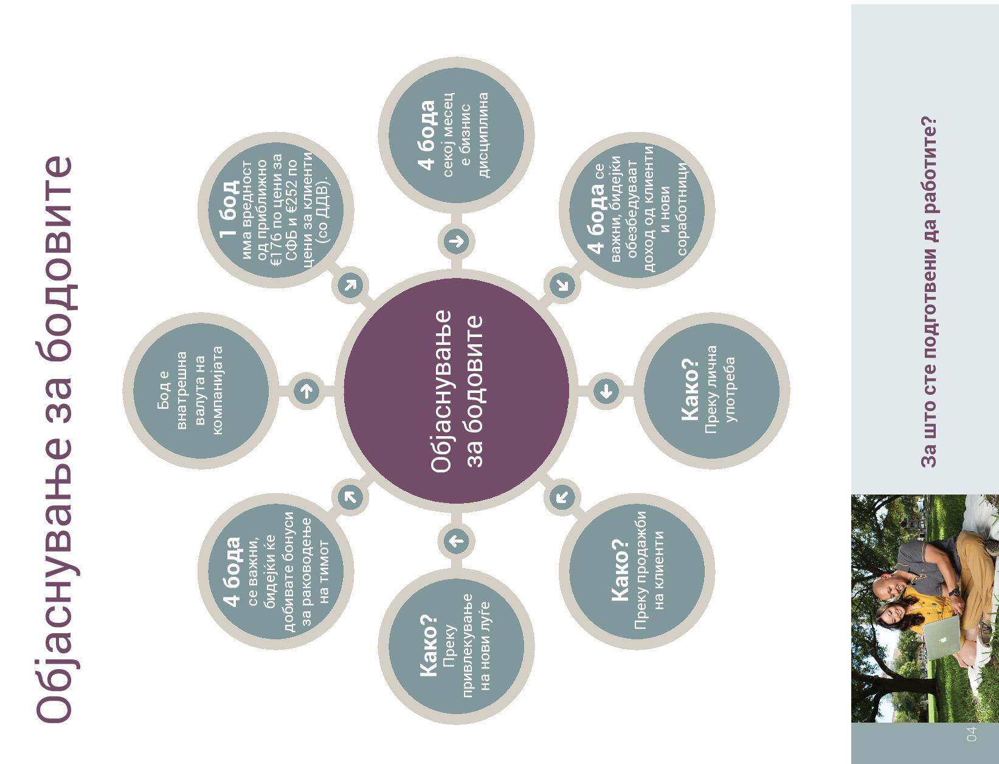 Објаснување за бодовите
Бод е
внатрешна
валута на
компанијата
1 бод
има вредност
од приближно
€176 по цени за
СФБ и €252 по
цени за клиенти
(со ДДВ).
4 бода
секој месец
е бизнис
дисциплина
4 бода се
важни, бидејќи
обезбедуваат
доход од клиенти
и нови
соработници
Како?
Преку лична
употреба
Како?
Преку продажби
на клиенти
Како?
Преку
привлекување
на нови луѓе
4 бода
се важни,
бидејќи ќе
добивате бонуси
за раководење
на тимот
Објаснување
за бодовите
За што сте подготвени да работите?
04